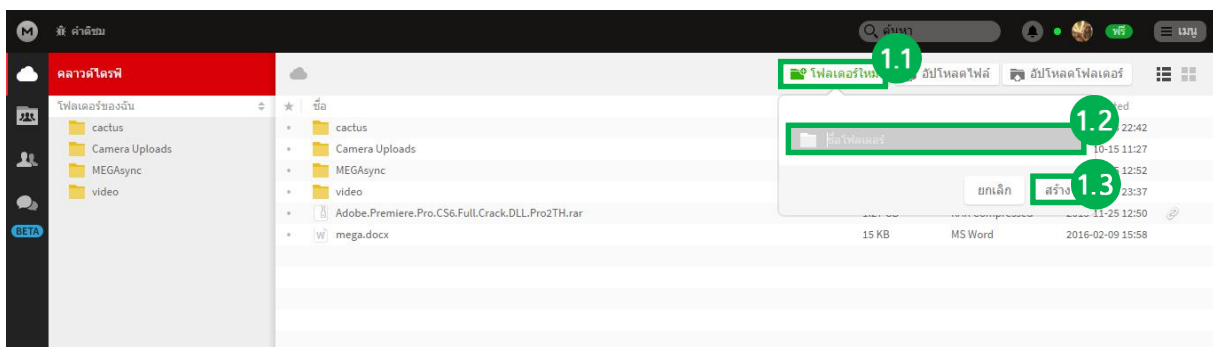 M คำติชม ค้นหา ฟรี เมนู
คลาวด์ไดรฟ์ 1.1 โฟลเดอร์ใหม่ อัปโหลดไฟล์ อัปโหลดโฟลเดอร์
โฟลเดอร์ของฉัน ชื่อ
cactus cactus 1.2 22:42
ชื่อโฟลเดอร์
Camera Uploads Camera Uploads 10-15 11:27
MEGAsync MEGAsync 12:52
video video ยกเลิก สร้าง 1.3 23:37
Adobe.Premiere.Pro.CS6.Full.Crack.DLL.Pro2TH.rar 11-25 12:50
BETA mega.docx 15 KB MS Word 2016-02-09 15:58